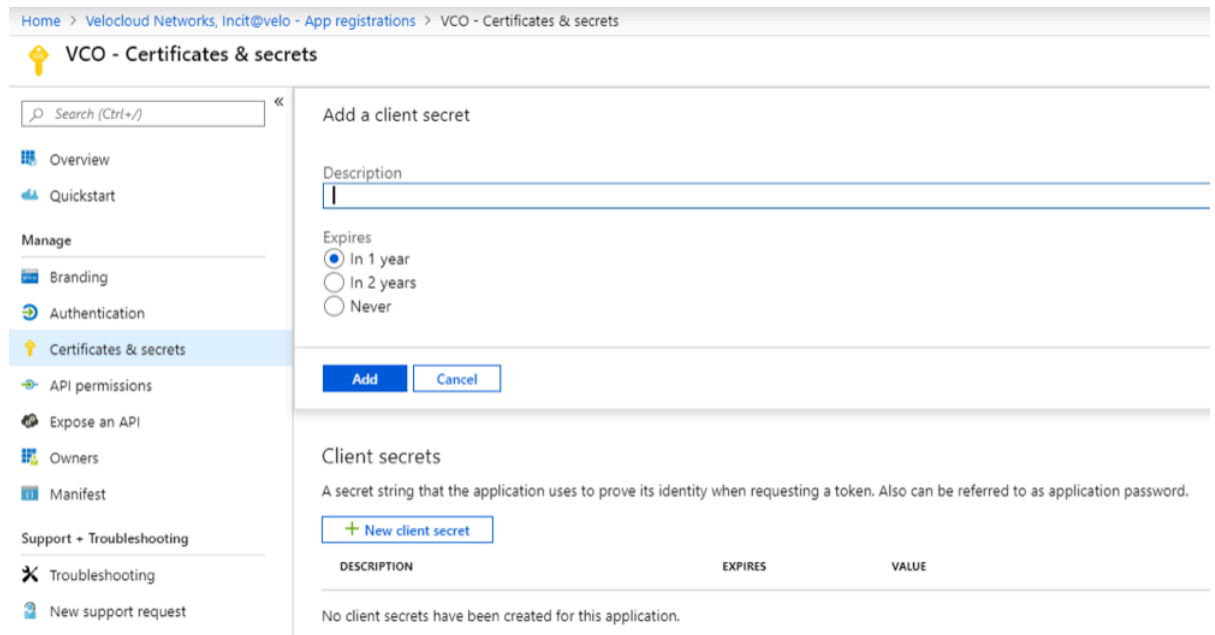 Home > Velocloud Networks, Incit@velo - App registrations > VCO - Certificates & secrets
VCO - Certificates & secrets
Search (Ctrl+/)
«
Overview
Quickstart
Manage
Branding
Authentication
Certificates & secrets
API permissions
Expose an API
Owners
Manifest
Support + Troubleshooting
Troubleshooting
New support request
Add a client secret
Description
Expires
In 1 year
In 2 years
Never
Add
Cancel
Client secrets
A secret string that the application uses to prove its identity when requesting a token. Also can be referred to as application password.
+ New client secret
DESCRIPTION EXPIRES VALUE
No client secrets have been created for this application.